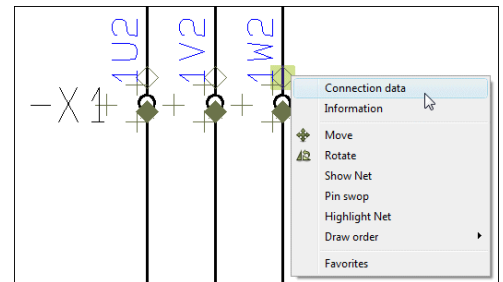 1U2
1V2
1W2
-X1
Connection data
Information
Move
Rotate
Show Net
Pin swop
Highlight Net
Draw order
Favorites